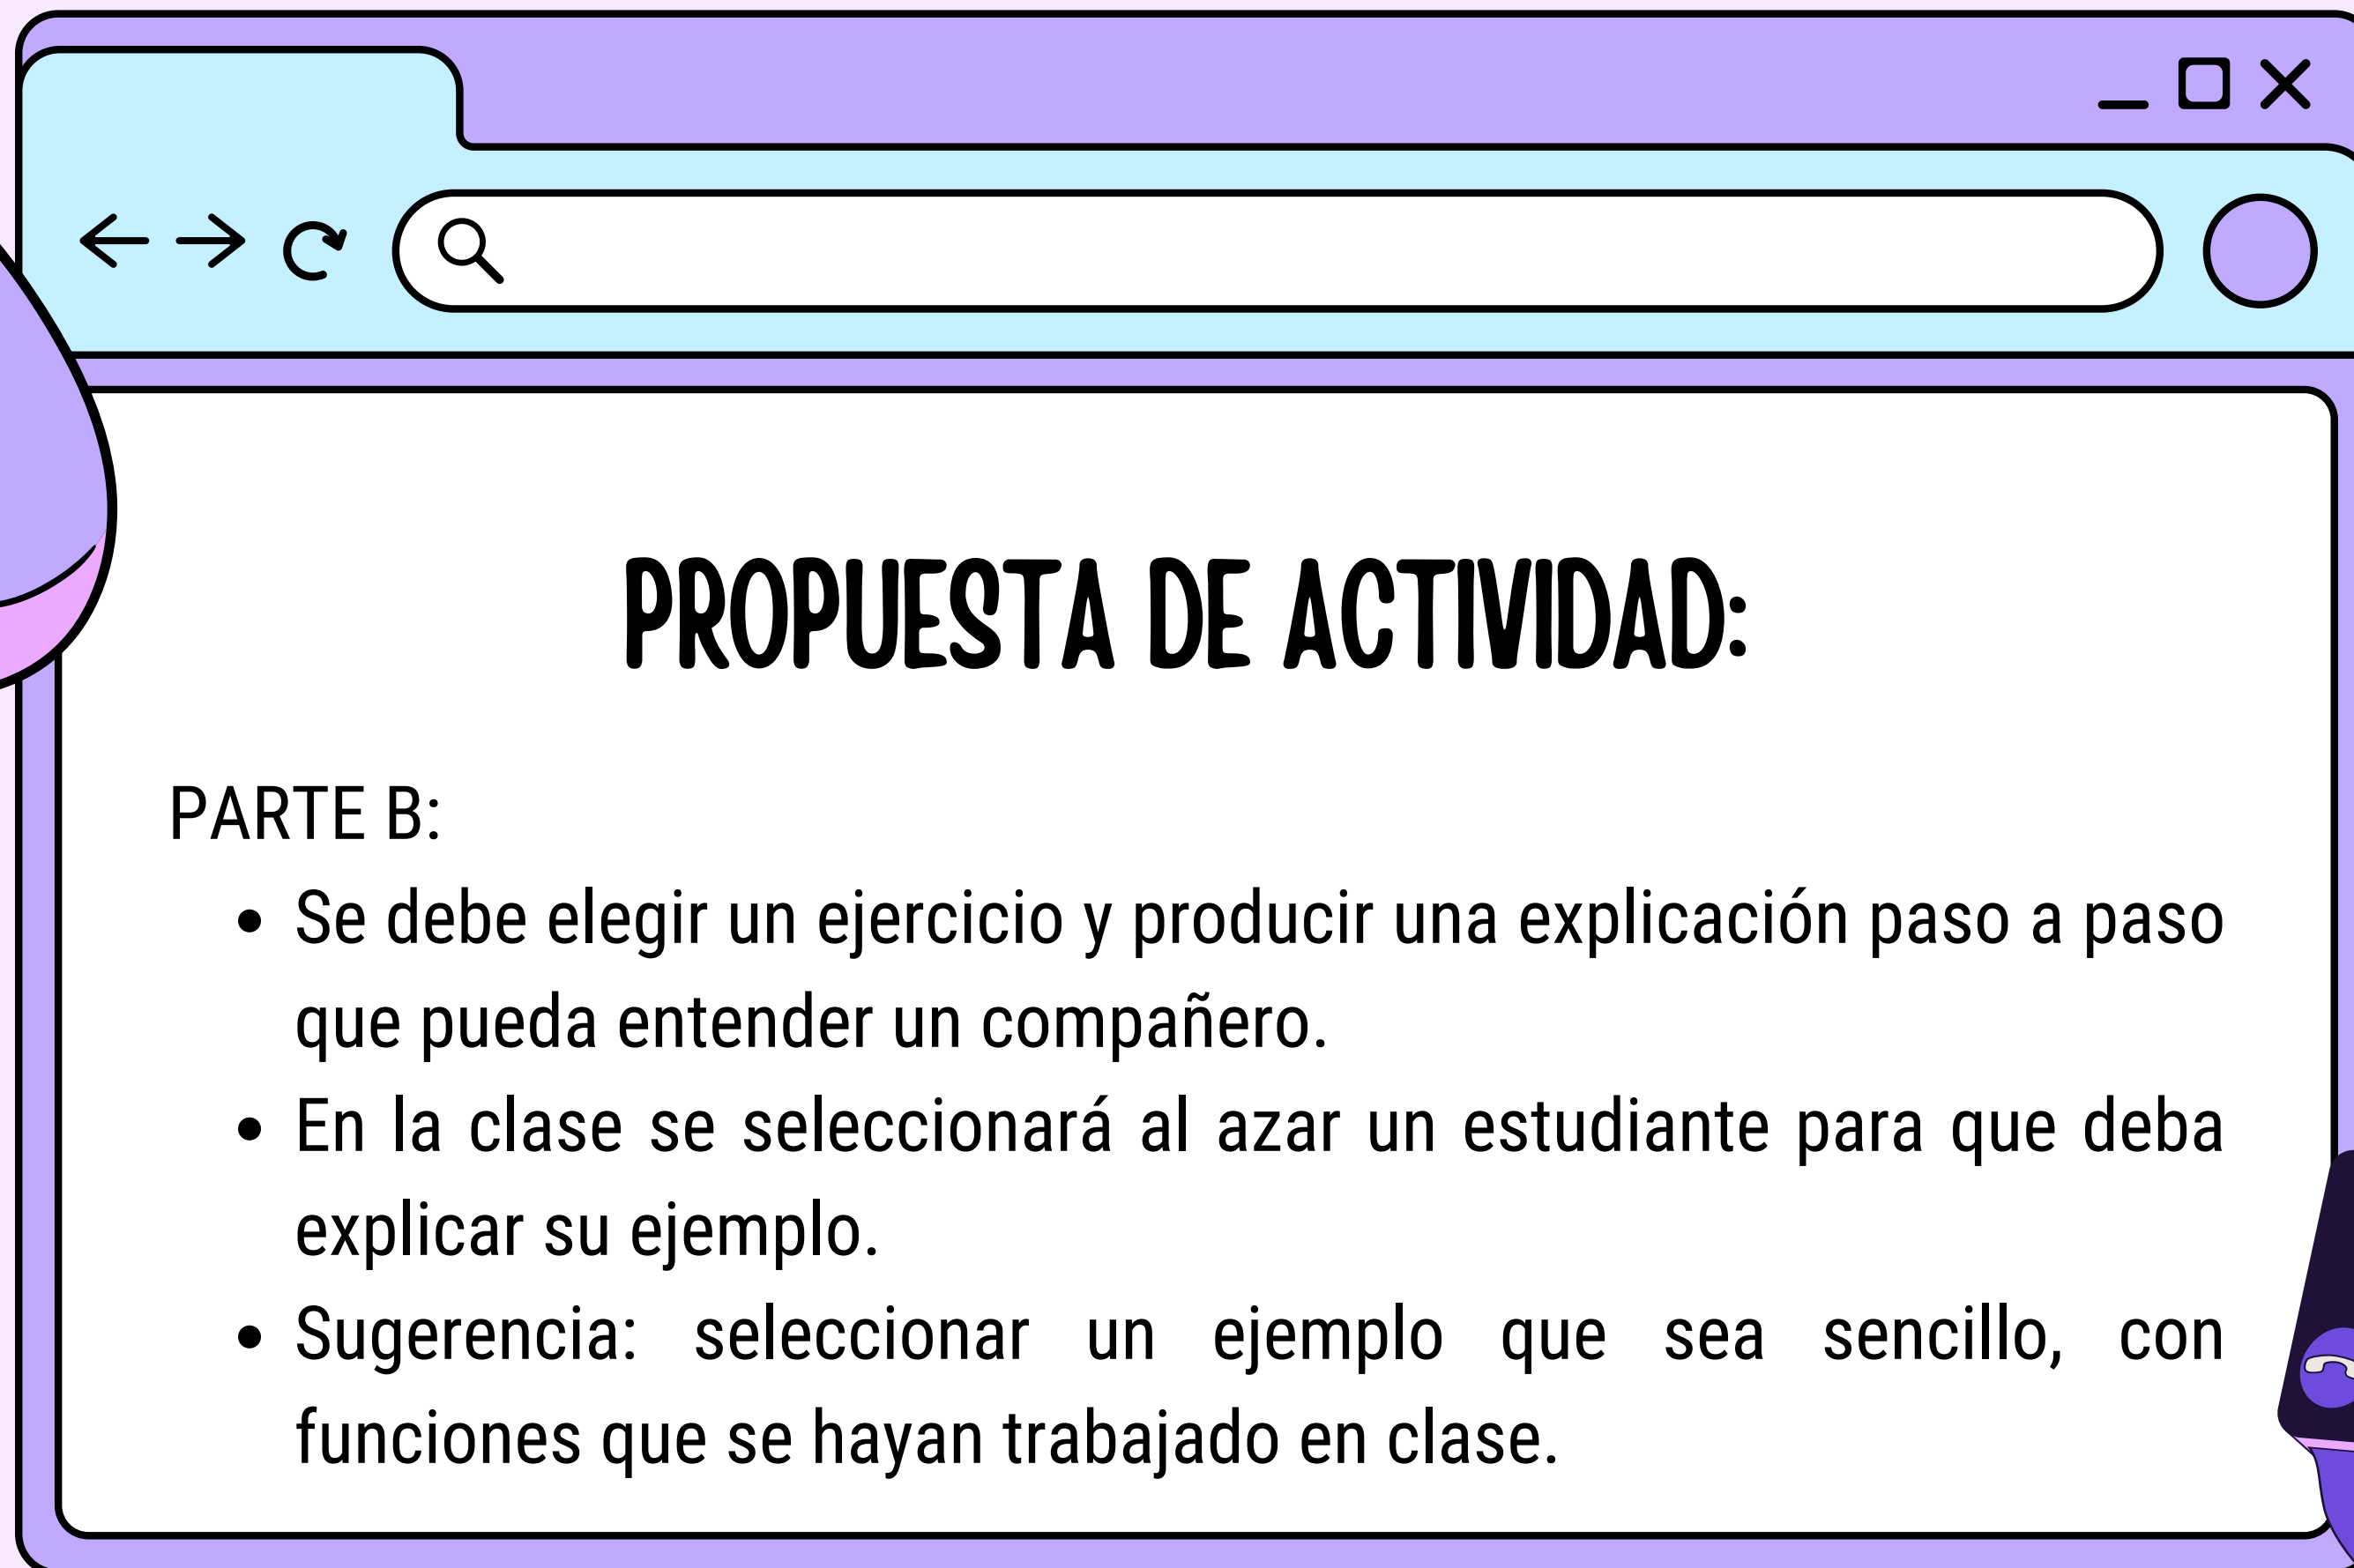 PROPUESTA DE ACTIVIDAD:
PARTE B:
• Se debe elegir un ejercicio y producir una explicación paso a paso
que pueda entender un compañero.
• En la clase se seleccionará al azar un estudiante para que deba
explicar su ejemplo.
• Sugerencia: seleccionar un ejemplo que sea sencillo, con
funciones que se hayan trabajado en clase.